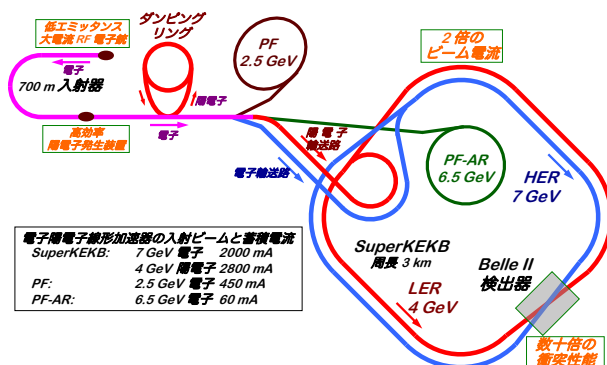 低エミッタンス
大電流 RF 電子銃
ダンピング
リング
PF
2.5 GeV
2 倍の
ビーム電流
電子
700 m 入射器
陽電子
高効率
陽電子発生装置
電子
陽 電 子
輸送路
電子輸送路
PF-AR
6.5 GeV
HER
7 GeV
電子陽電子線形加速器の入射ビームと蓄積電流
SuperKEKB: 7 GeV 電子 2000 mA
4 GeV 陽電子 2800 mA
PF: 2.5 GeV 電子 450 mA
PF-AR: 6.5 GeV 電子 60 mA
SuperKEKB
周長 3 km
Belle II
検出器
LER
4 GeV
数十倍の
衝突性能